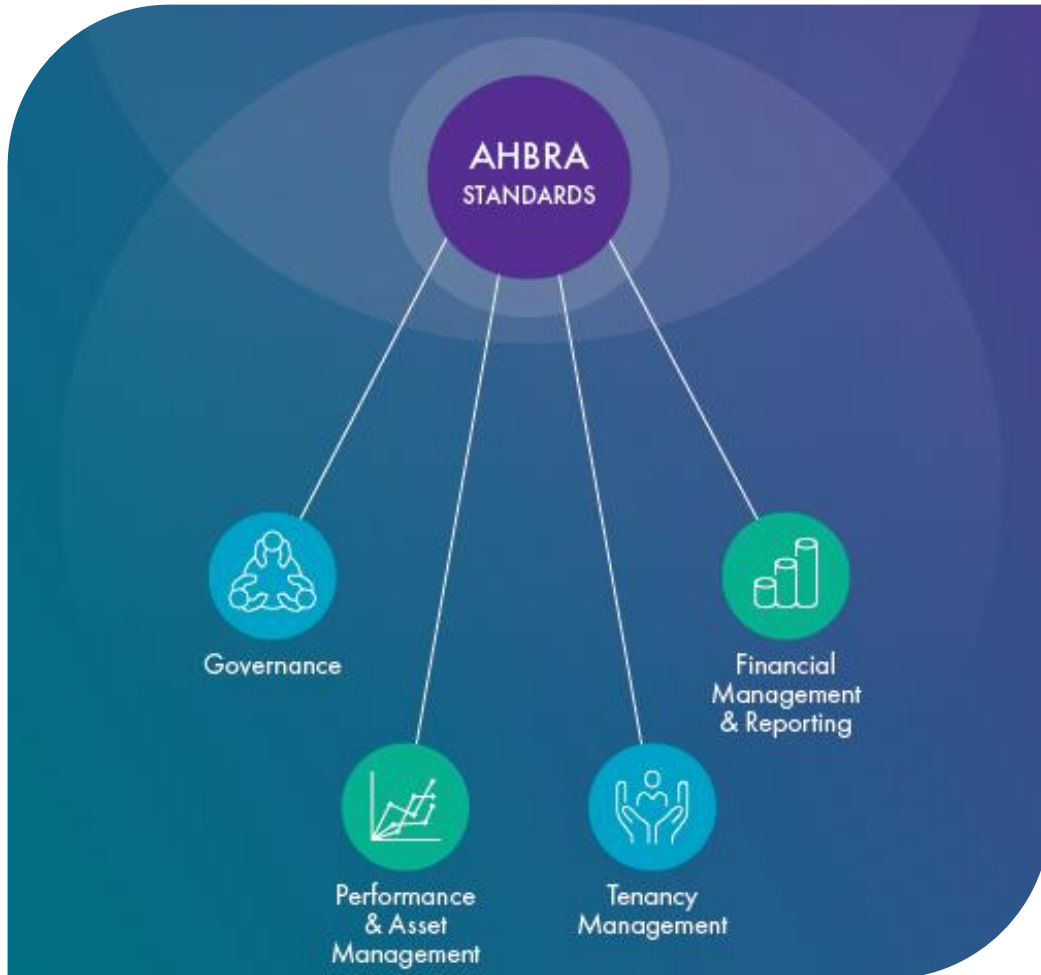 AHBRA
STANDARDS
Governance
Financial
Management
& Reporting
Performance
& Asset
Management
Tenancy
Management